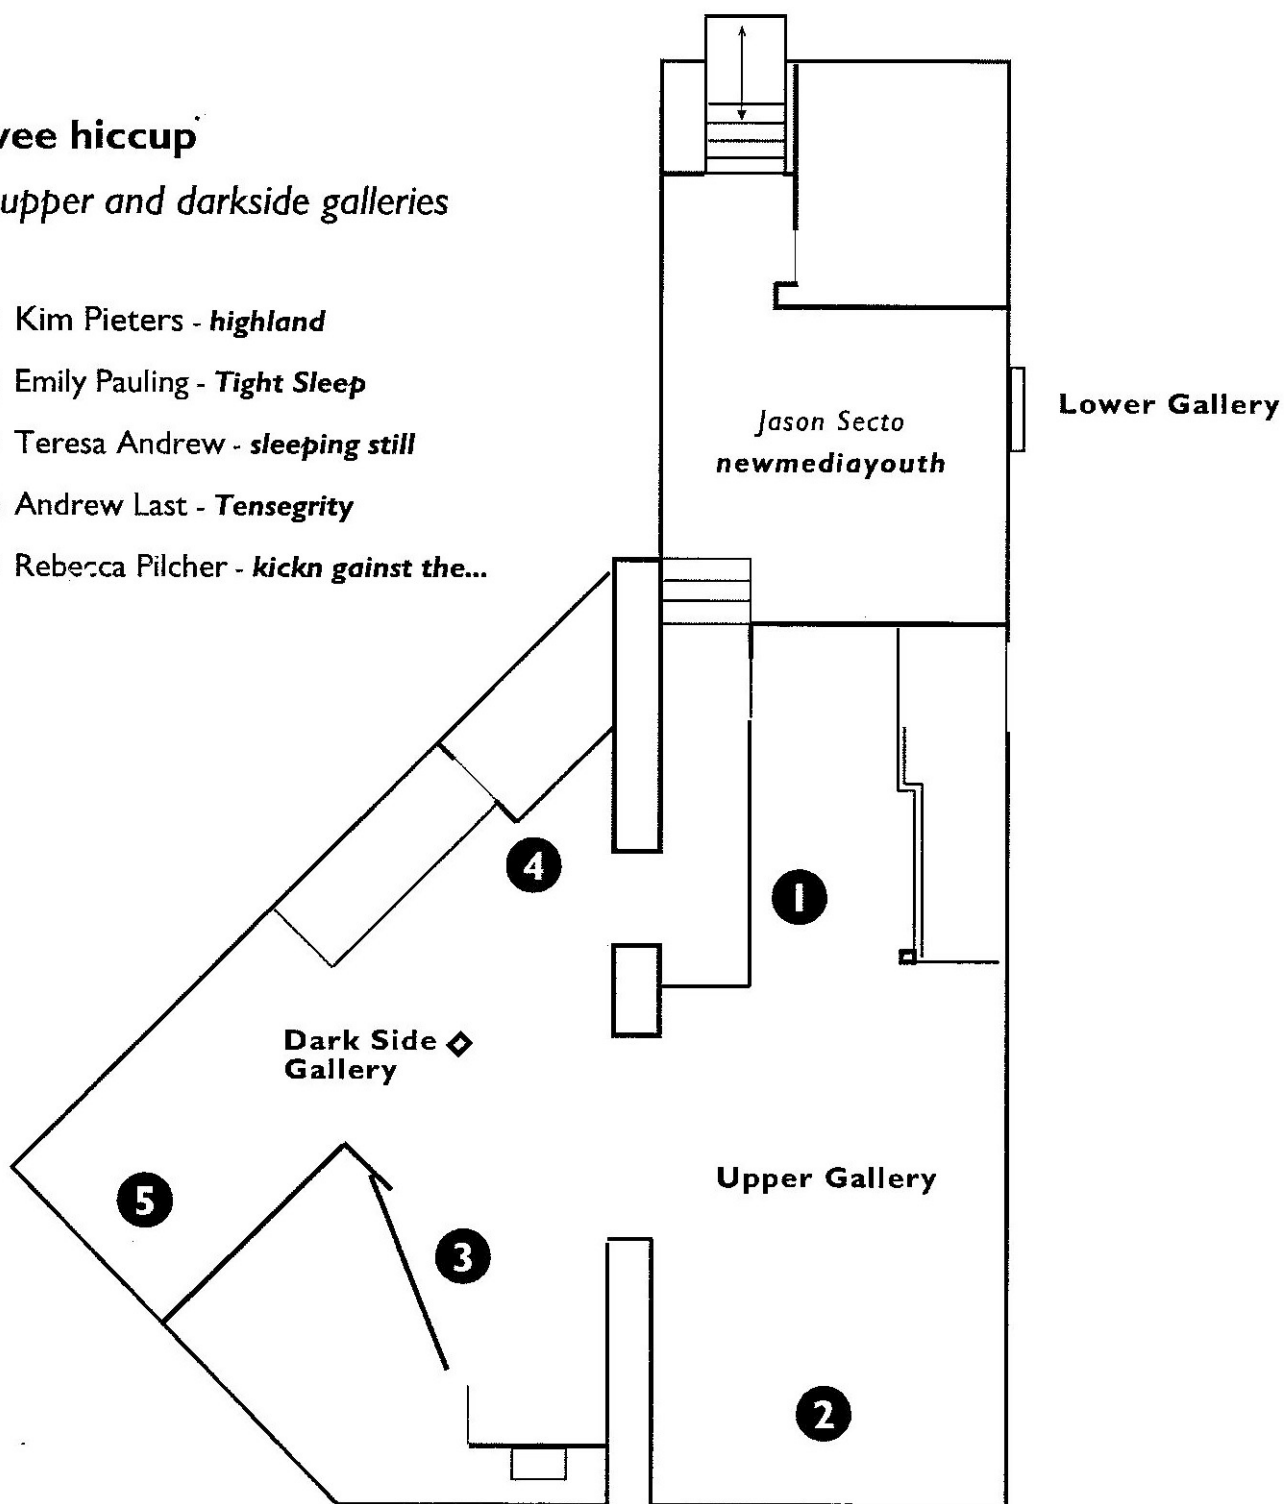 vee hiccup
upper and darkside galleries
Kim Pieters - highland
Emily Pauling - Tight Sleep
Teresa Andrew - sleeping still
Andrew Last - Tensegrity
Rebecca Pilcher - kickn gainst the...
Lower Gallery
Jason Secto
newmediayouth
4
1
Dark Side
Gallery
Upper Gallery
5
3
2